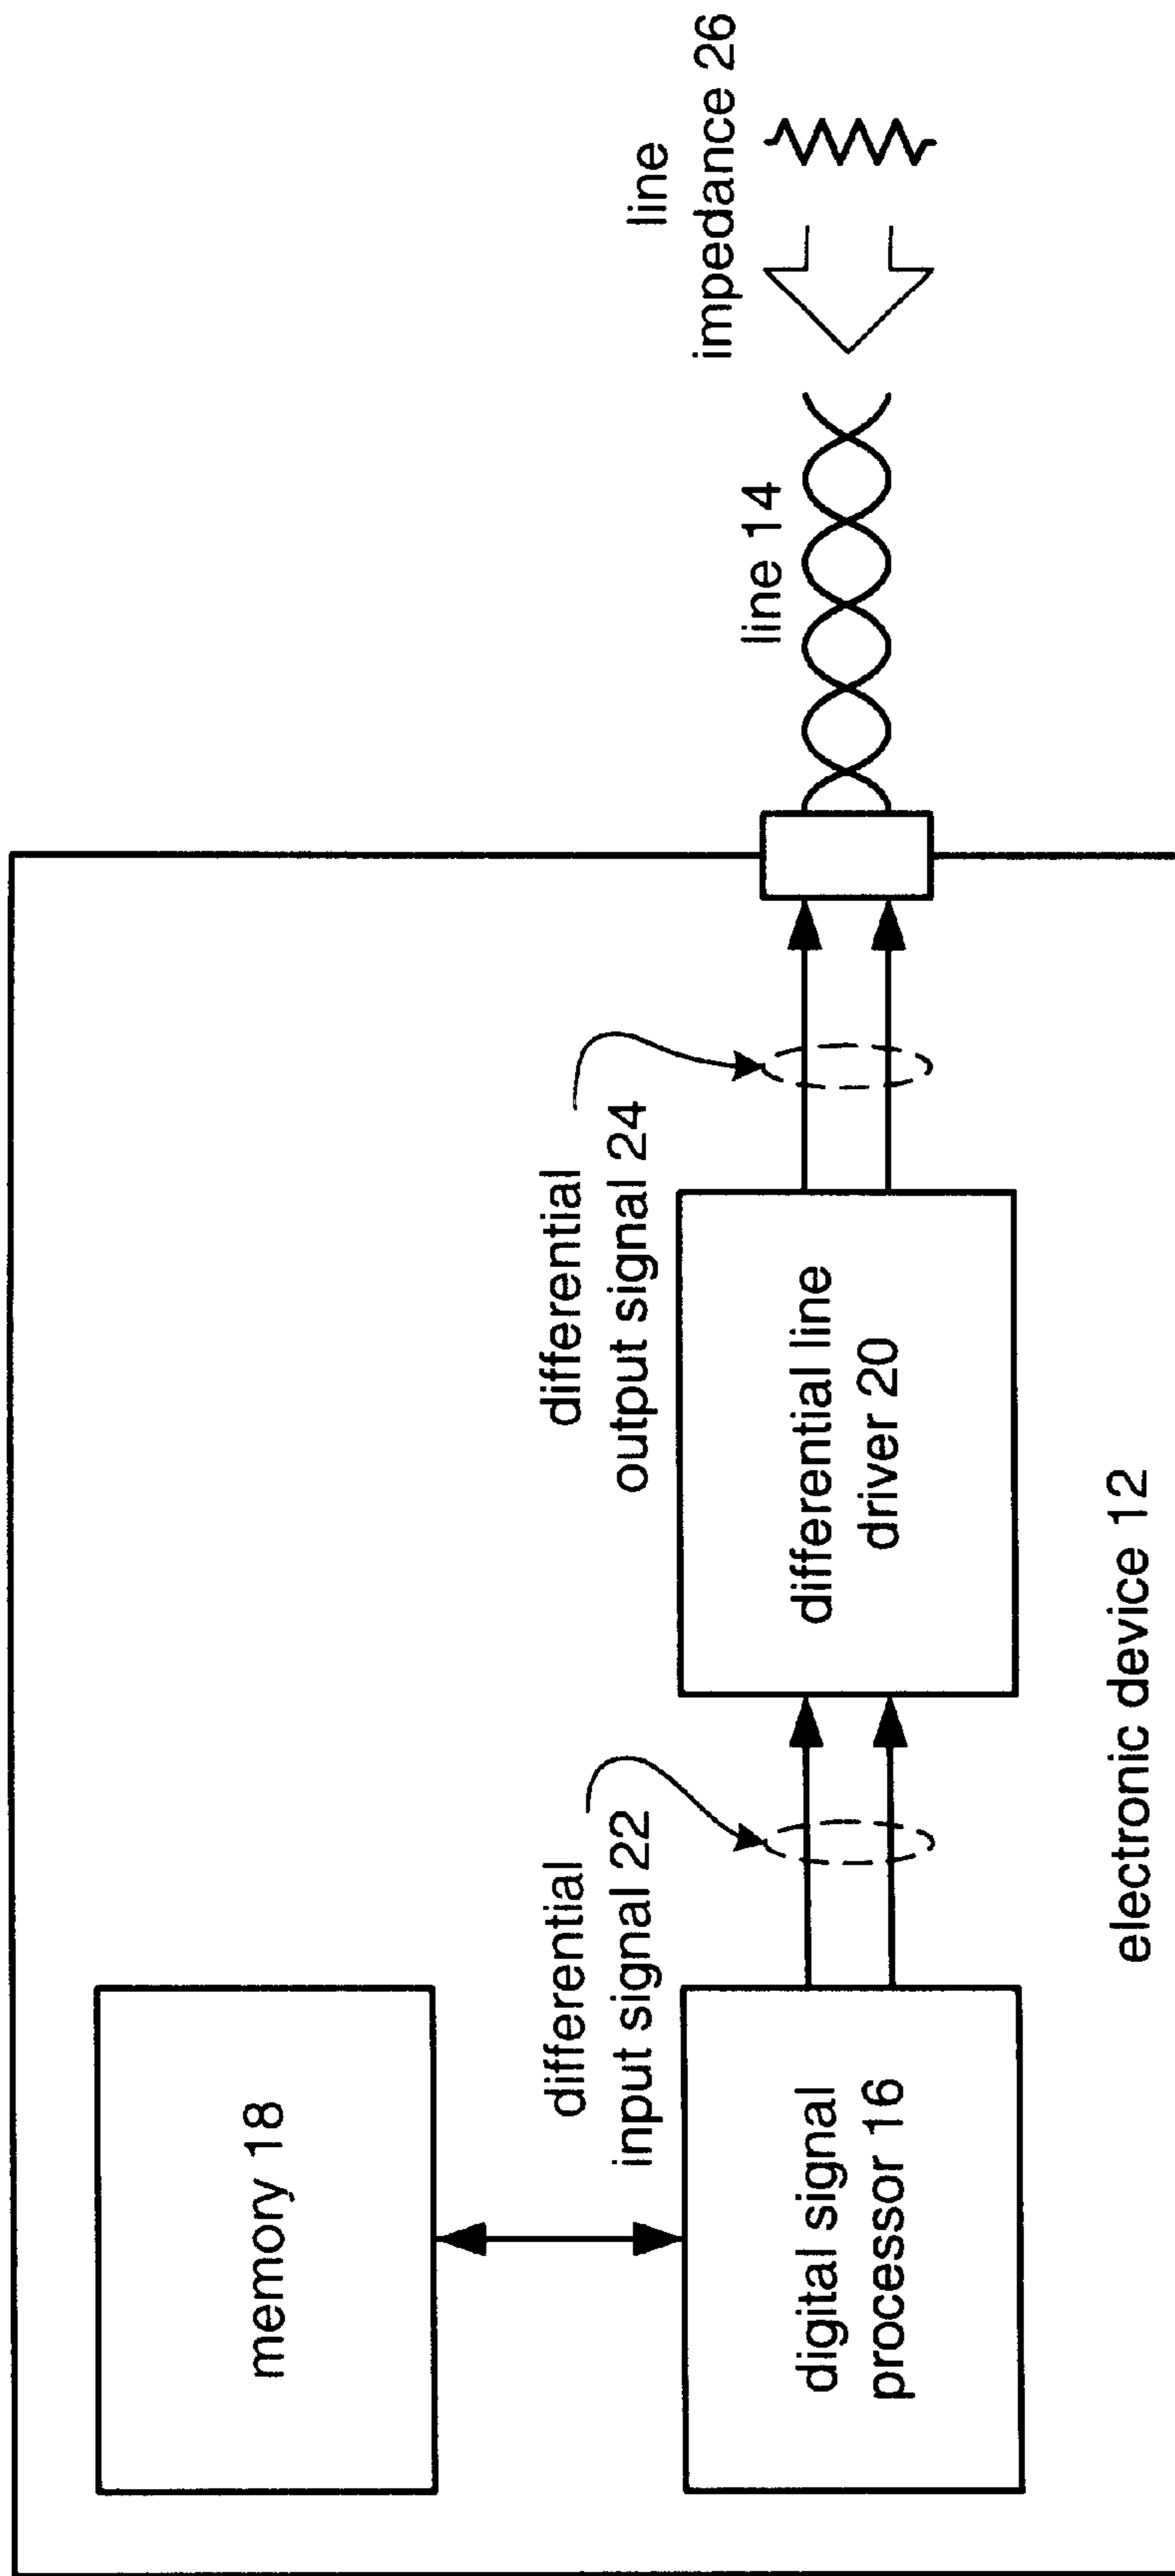 memory 18
differential
input signal 22
digital signal
processor 16
differential
output signal 24
differential line
driver 20
line 14
line
impedance 26
electronic device 12